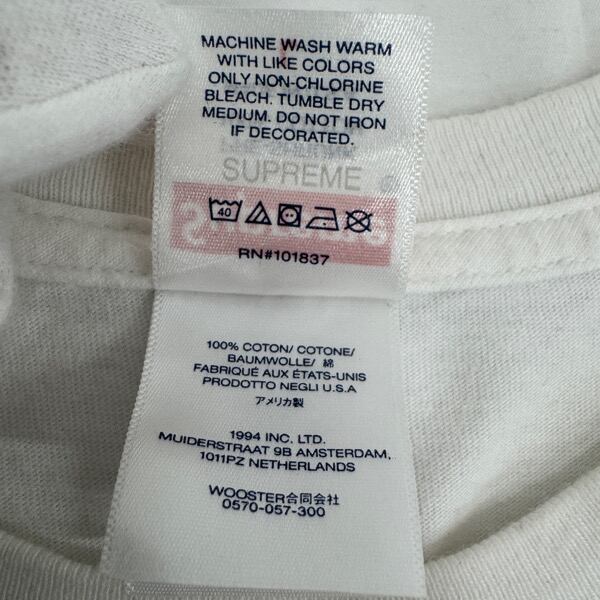 MACHINE WASH WARM
WITH LIKE COLORS
ONLY NON-CHLORINE
BLEACH. TUMBLE DRY
MEDIUM. DO NOT IRON
IF DECORATED.
SUPREME
40
RN#101837
100% COTON/ COTONE/
BAUMWOLLE/ 綿
FABRIQUÉ AUX ÉTATS-UNIS
PRODOTTO NEGLI U.S.A
アメリカ製
1994 INC. LTD.
MUIDERSTRAAT 9B AMSTERDAM,
1011PZ NETHERLANDS
WOOSTER合同会社
0570-057-300